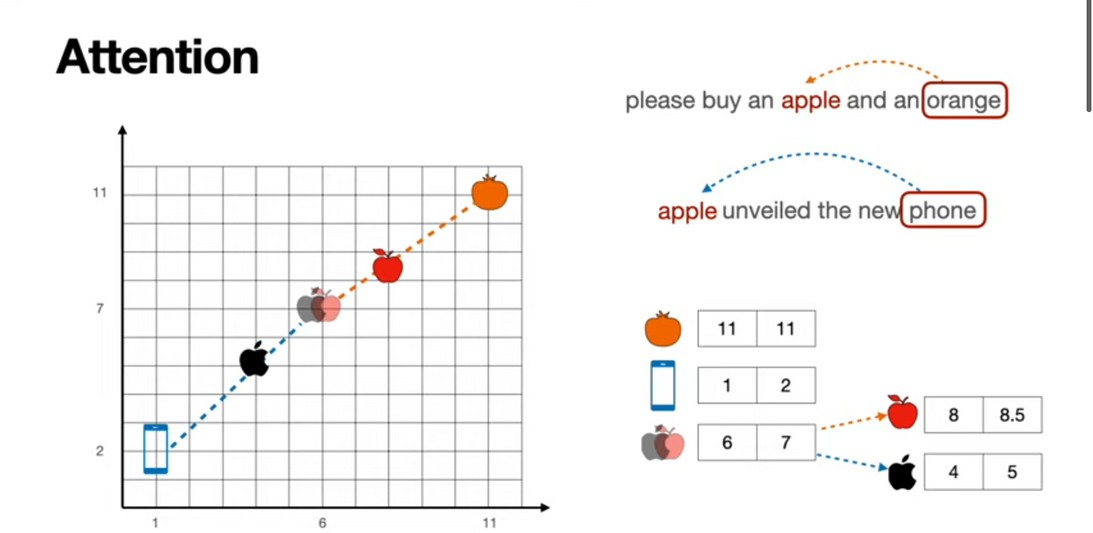 Attention
please buy an apple and an orange
apple unveiled the new phone
11
7
2
1 6 11
11 11
1 2
6 7
8 8.5
4 5